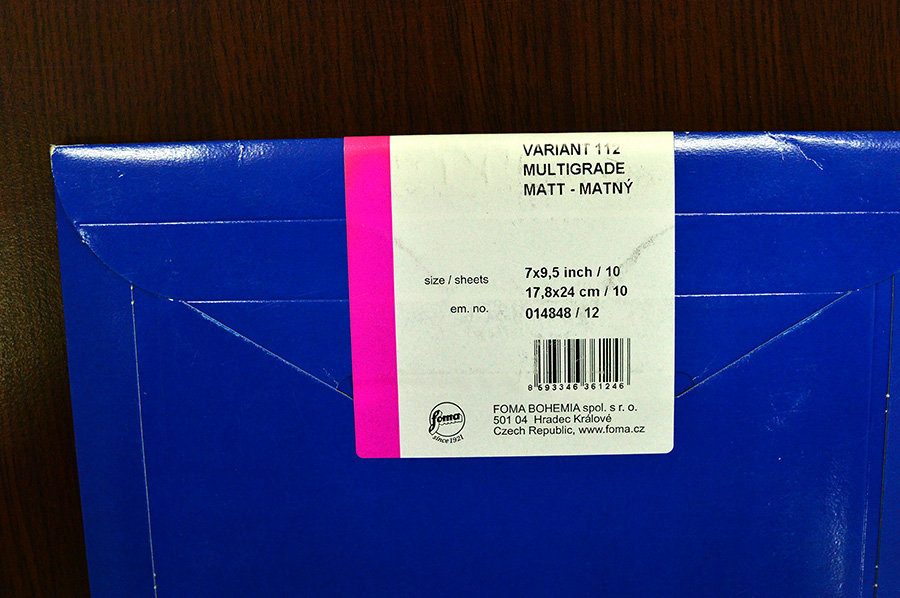 VARIANT 112
MULTIGRADE
MATT - MATNÝ
size / sheets 7x9,5 inch / 10
17,8x24 cm / 10
em. no. 014848 / 12
8 593346 361246
foma
since 1921
FOMA BOHEMIA spol. s r. o.
501 04 Hradec Králové
Czech Republic, www.foma.cz